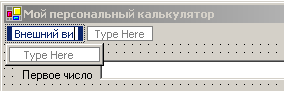 Мой персональный калькулятор
Внешний ви Type Here
Type Here
Первое число